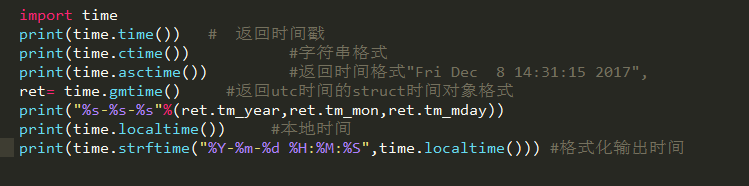 import time
print(time.time())   #  返回时间戳
print(time.ctime())          #字符串格式
print(time.asctime())        #返回时间格式"Fri Dec  8 14:31:15 2017",
ret= time.gmtime()     #返回utc时间的struct时间对象格式
print("%s-%s-%s"%(ret.tm_year,ret.tm_mon,ret.tm_mday))
print(time.localtime())     #本地时间
print(time.strftime("%Y-%m-%d %H:%M:%S",time.localtime())) #格式化输出时间